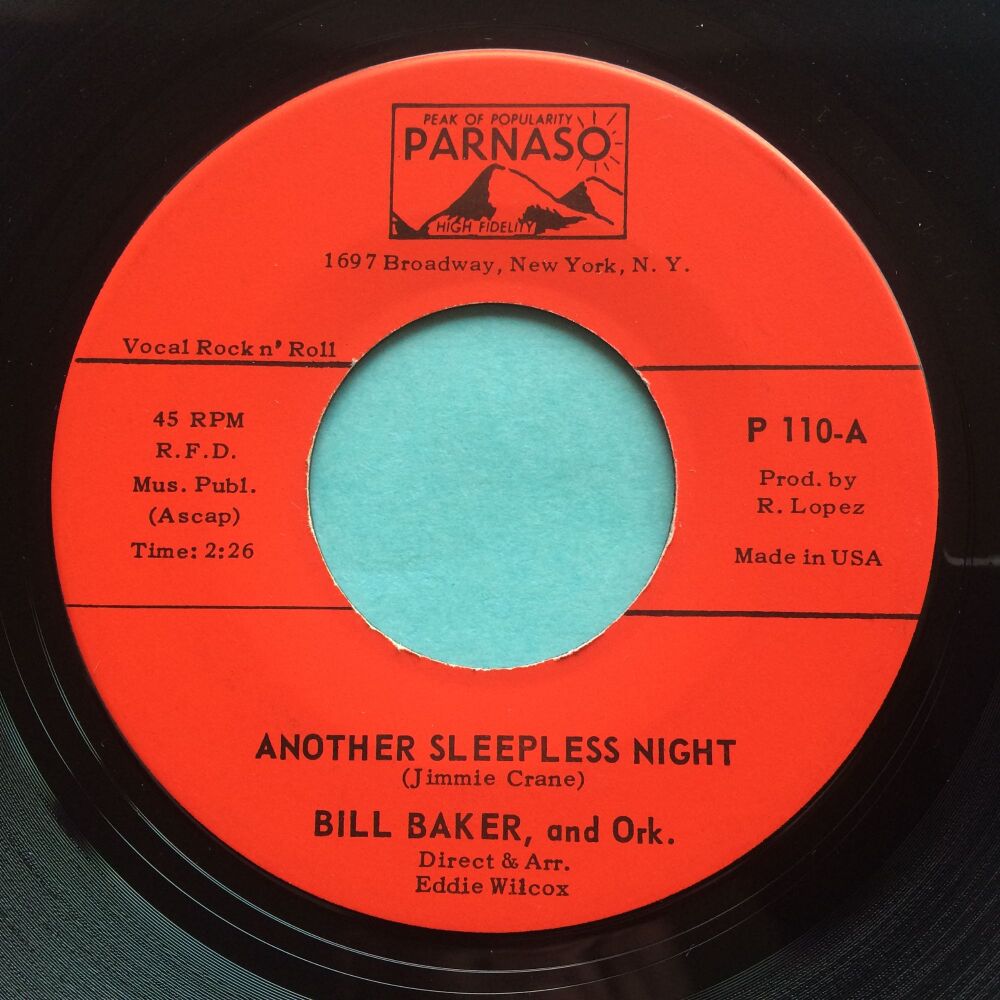 PEAK OF POPULARITY
PARNASO
HIGH FIDELITY
1697 Broadway, New York, N. Y.
Vocal Rock n' Roll
45 RPM
R.F.D.
Mus. Publ.
(Ascap)
Time: 2:26
P 110-A
Prod. by
R. Lopez
Made in USA
ANOTHER SLEEPLESS NIGHT
(Jimmie Crane)
BILL BAKER, and Ork.
Direct & Arr.
Eddie Wilcox